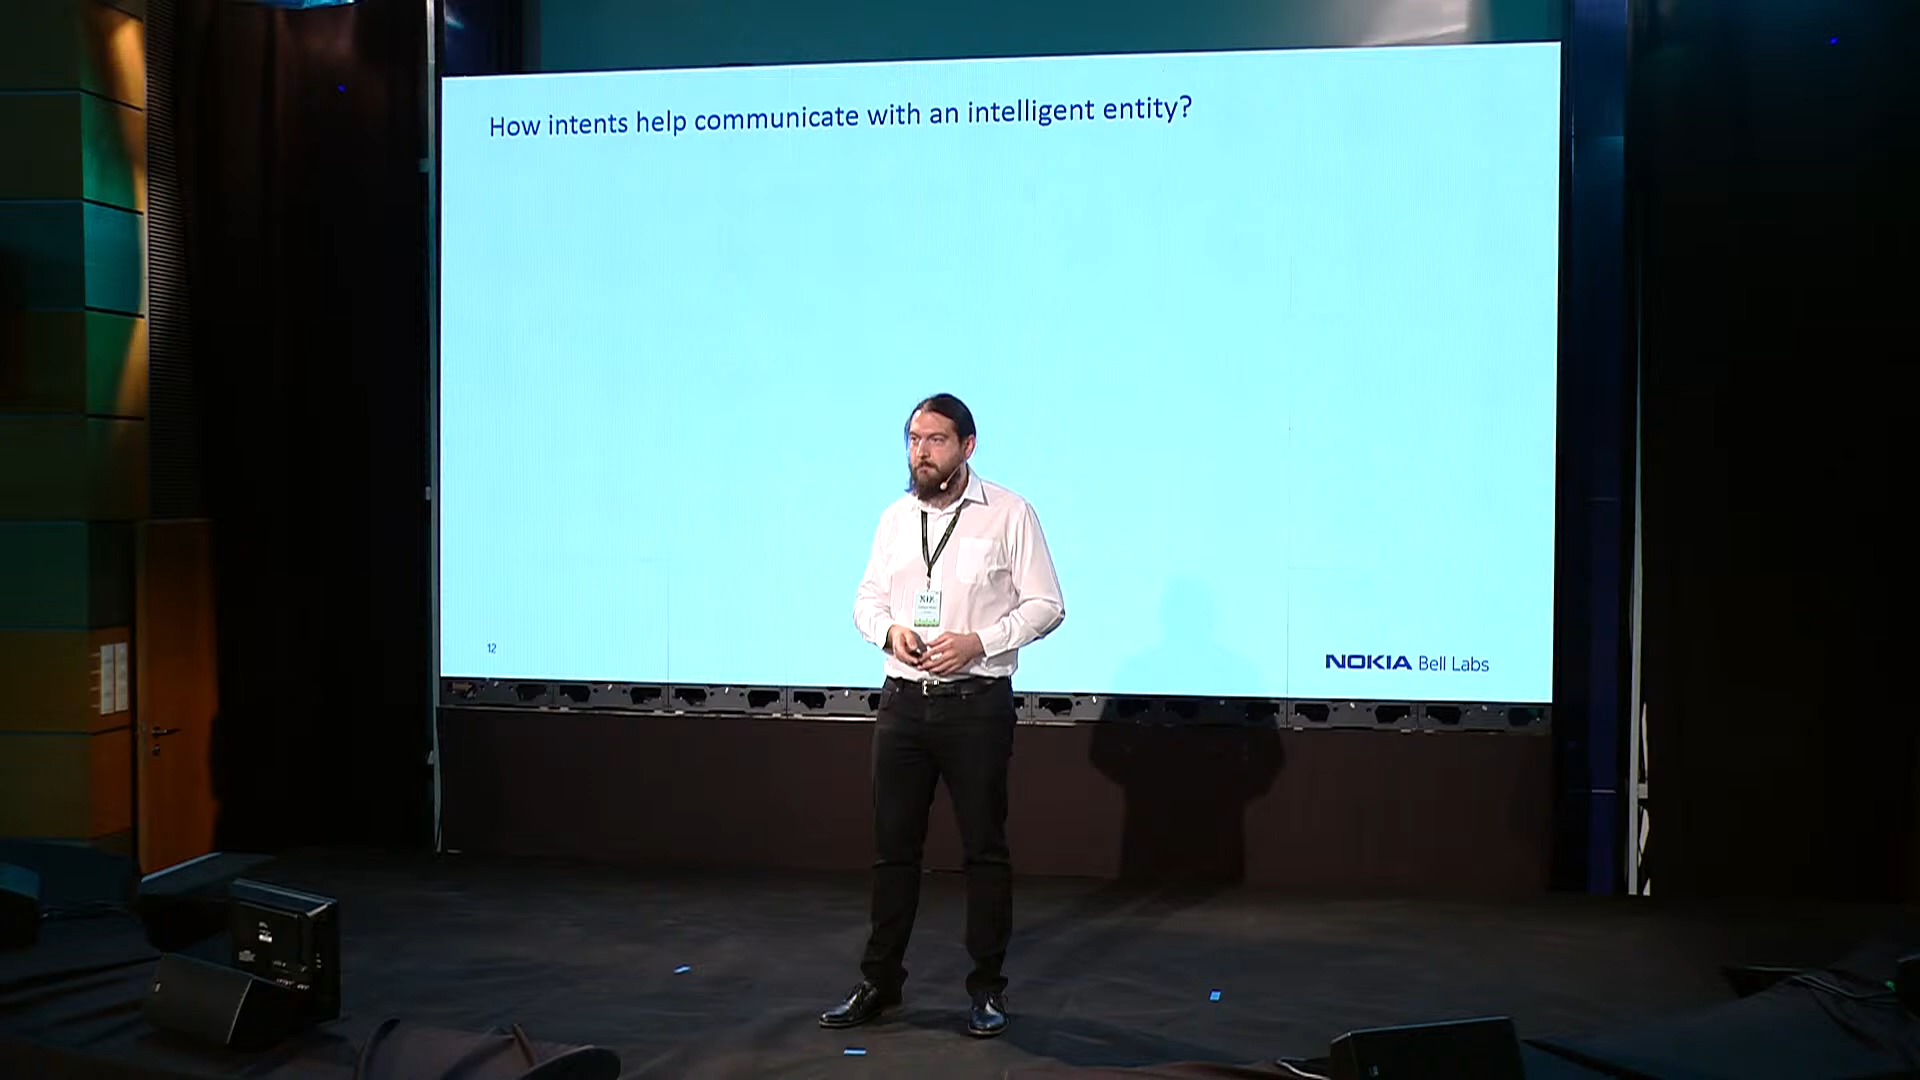 How intents help communicate with an intelligent entity?
12
NOKIA Bell Labs